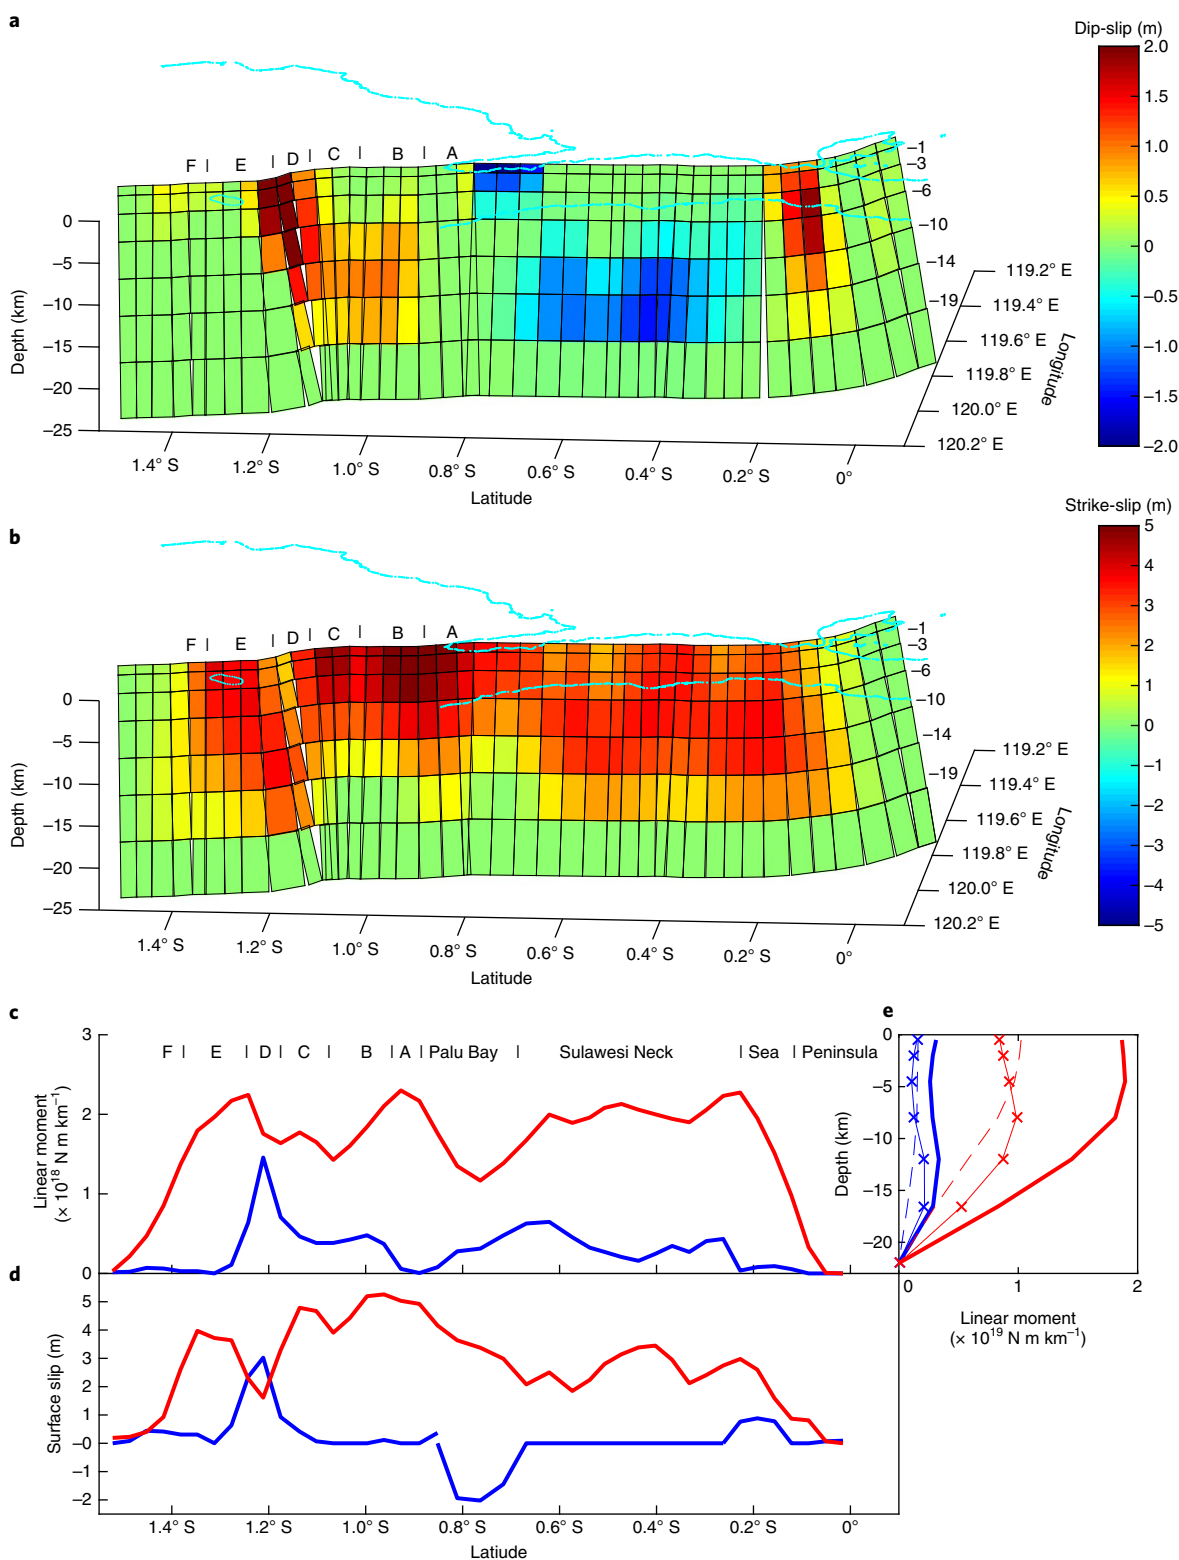 a
Dip-slip (m)
2.0
1.5
1.0
0.5
0
−0.5
−1.0
−1.5
−2.0
F | E | D | C | B | A
−1
−3
−6
−10
−14
−19
0
−5
−10
−15
−20
−25
Depth (km)
119.2° E
119.4° E
119.6° E
119.8° E
120.0° E
120.2° E
Longitude
1.4° S 1.2° S 1.0° S 0.8° S 0.6° S 0.4° S 0.2° S 0°
Latitude
b
Strike-slip (m)
5
4
3
2
1
0
−1
−2
−3
−4
−5
F | E | D | C | B | A
−1
−3
−6
−10
−14
−19
0
−5
−10
−15
−20
−25
Depth (km)
119.2° E
119.4° E
119.6° E
119.8° E
120.0° E
120.2° E
Longitude
1.4° S 1.2° S 1.0° S 0.8° S 0.6° S 0.4° S 0.2° S 0°
Latitude
c
3
2
1
0
Linear moment
(× 10¹⁸ N m km⁻¹)
F | E | D | C | B | A | Palu Bay | Sulawesi Neck | Sea | Peninsula
d
5
4
3
2
1
−0
−1
−2
Surface slip (m)
1.4° S 1.2° S 1.0° S 0.8° S 0.6° S 0.4° S 0.2° S 0°
Latiude
e
0
−5
−10
−15
−20
Depth (km)
0 1 2
Linear moment
(× 10¹⁹ N m km⁻¹)